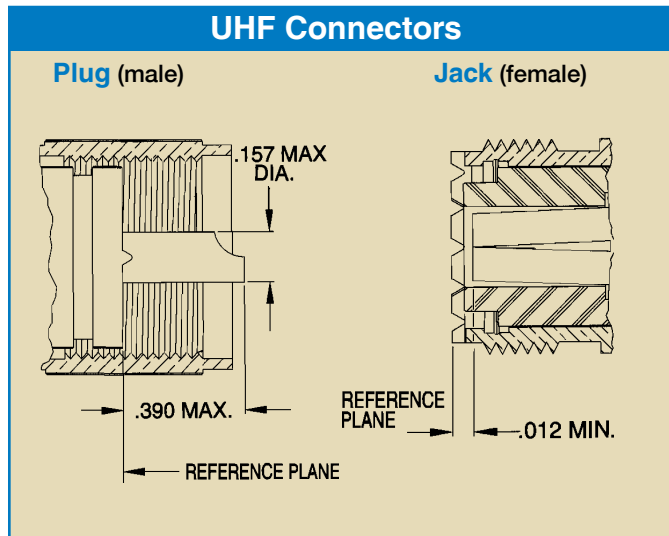 UHF Connectors
Plug (male)
Jack (female)
.157 MAX
DIA.
.390 MAX.
REFERENCE PLANE
REFERENCE
PLANE
.012 MIN.